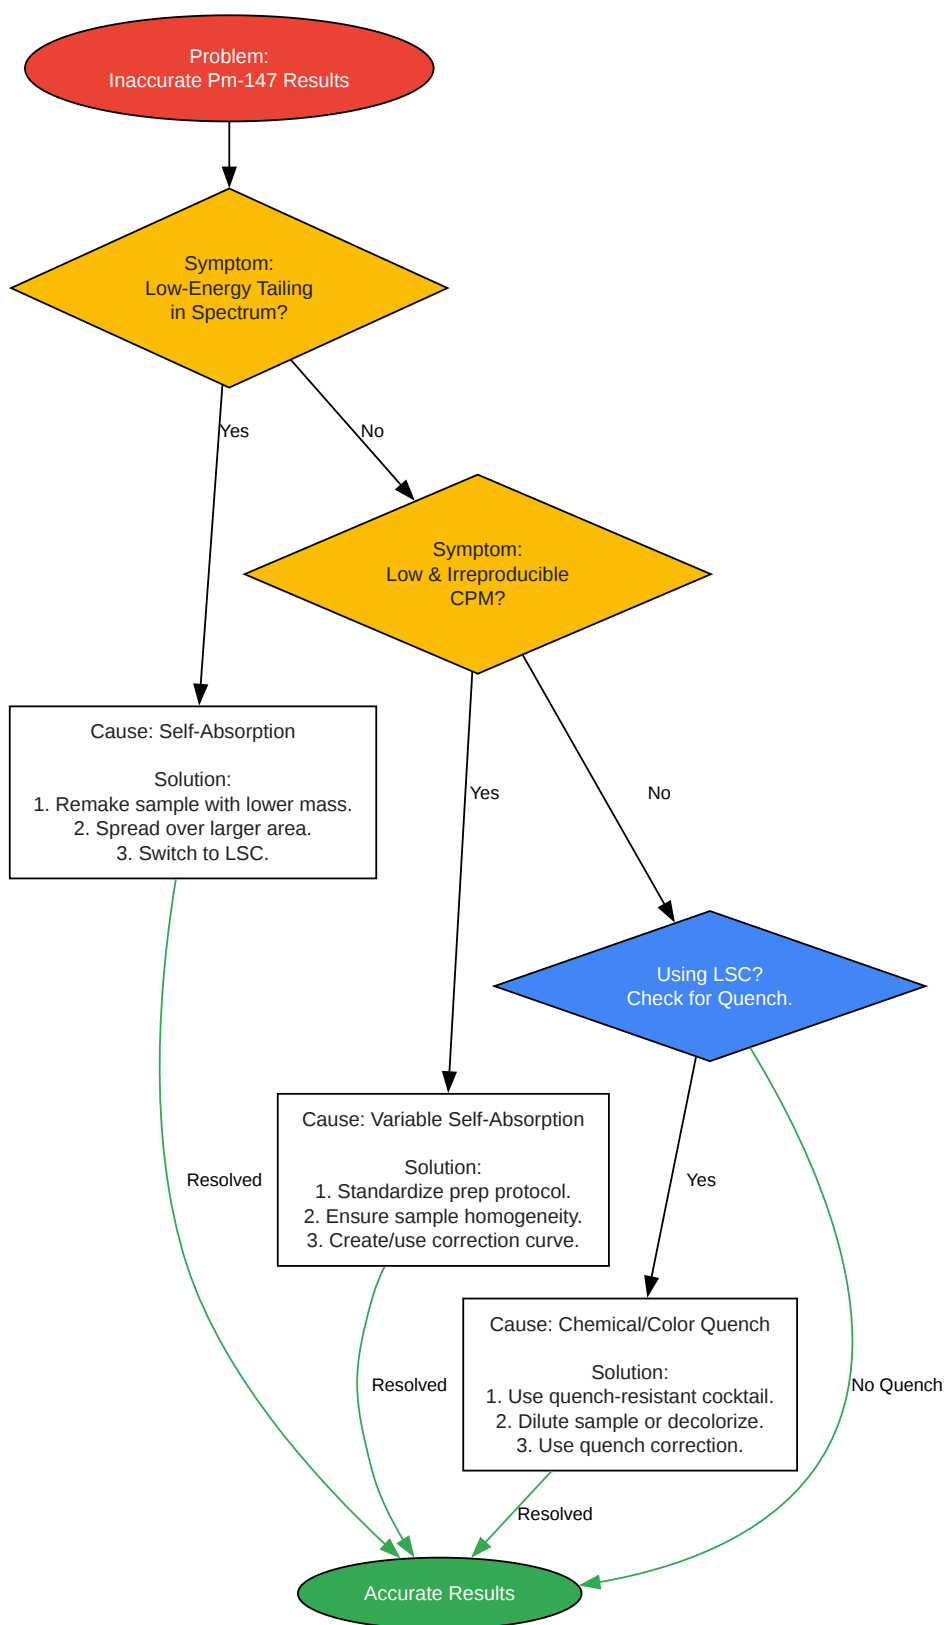 Problem:
Inaccurate Pm-147 Results
Symptom:
Low-Energy Tailing
in Spectrum?
Yes
No
Symptom:
Low & Irreproducible
CPM?
Cause: Self-Absorption
Solution:
1. Remake sample with lower mass.
2. Spread over larger area.
3. Switch to LSC.
Yes
No
Using LSC?
Check for Quench.
Cause: Variable Self-Absorption
Solution:
1. Standardize prep protocol.
2. Ensure sample homogeneity.
3. Create/use correction curve.
Resolved
Yes
Cause: Chemical/Color Quench
Solution:
1. Use quench-resistant cocktail.
2. Dilute sample or decolorize.
3. Use quench correction.
Resolved
No Quench
Resolved
Accurate Results